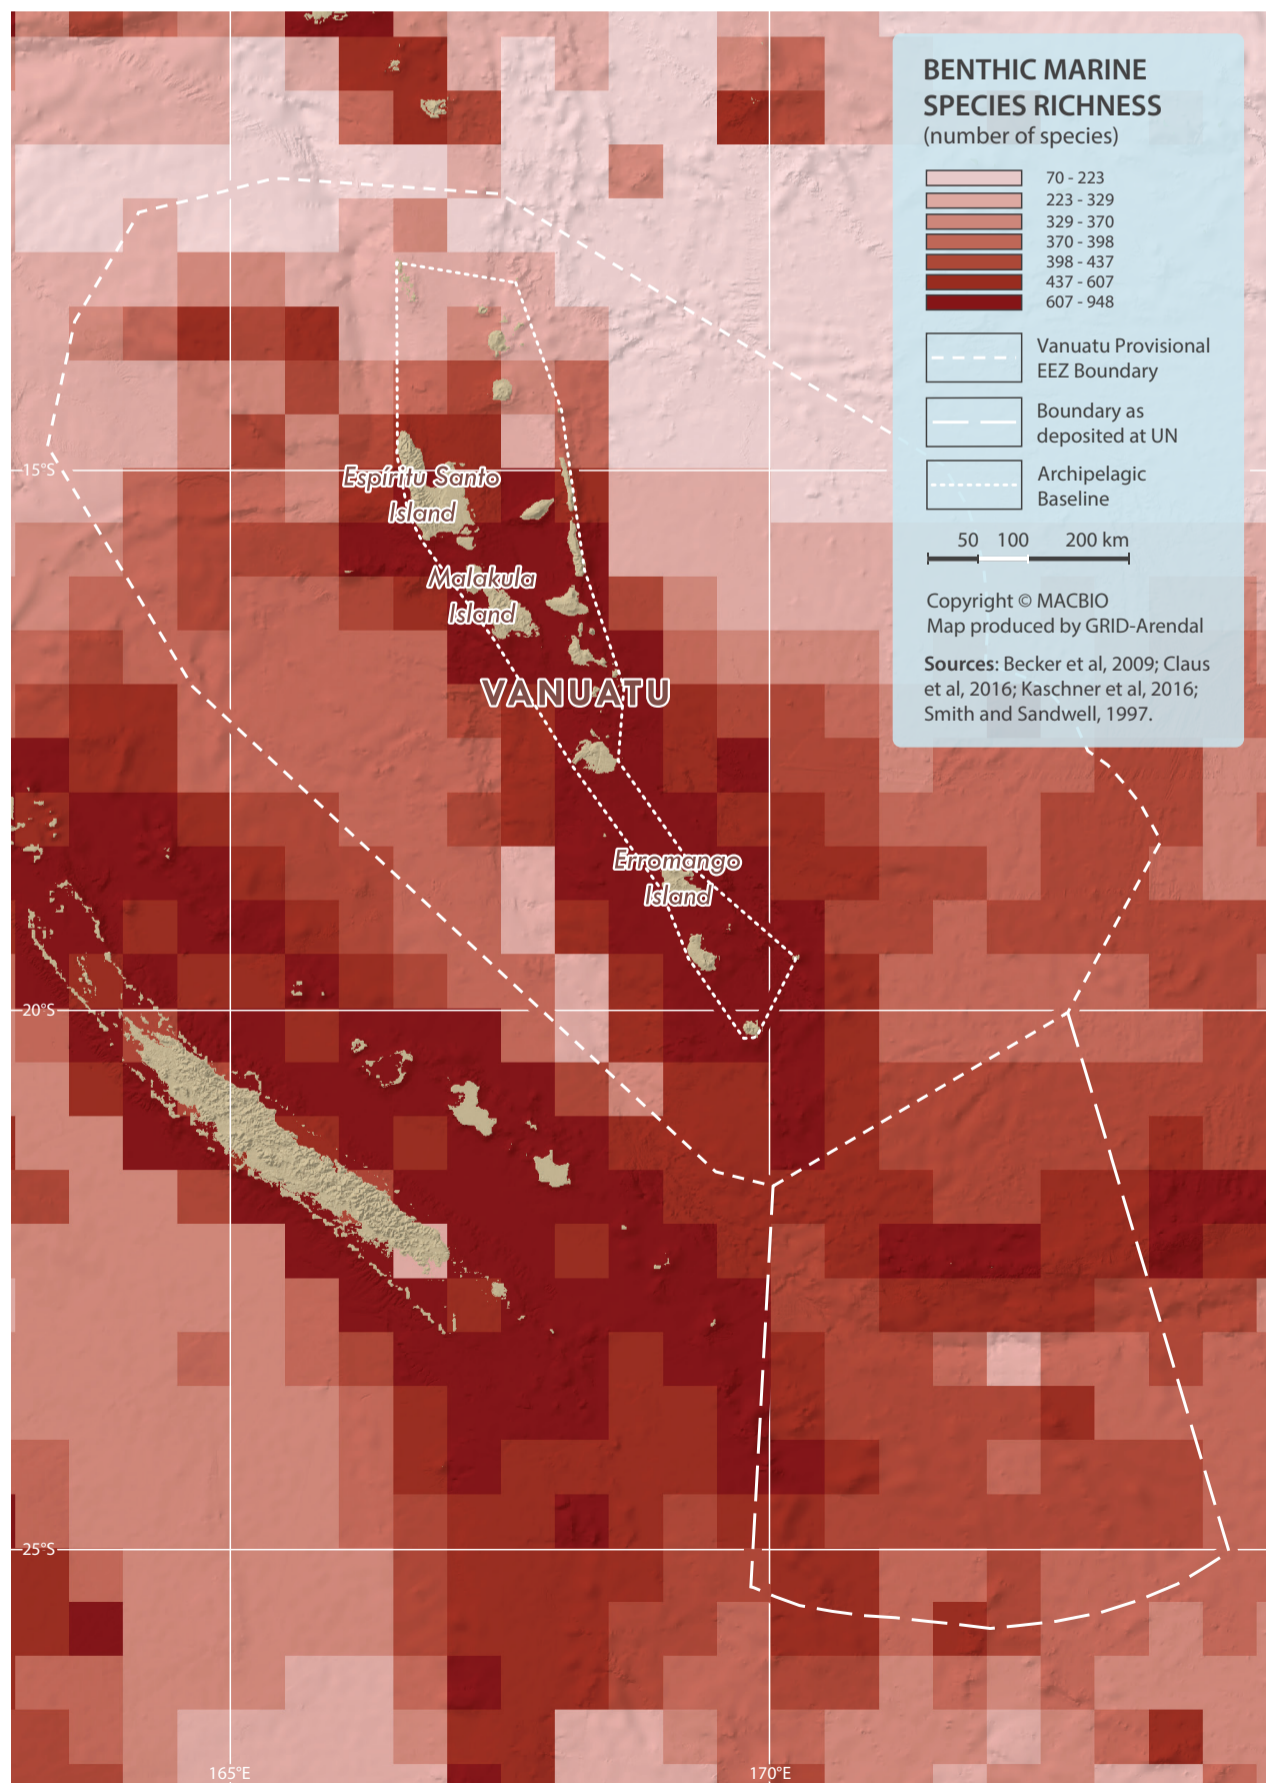 BENTHIC MARINE
SPECIES RICHNESS
(number of species)
70 - 223
223 - 329
329 - 370
370 - 398
398 - 437
437 - 607
607 - 948
Vanuatu Provisional
EEZ Boundary
Boundary as
deposited at UN
Archipelagic
Baseline
50 100 200 km
Copyright © MACBIO
Map produced by GRID-Arendal
Sources: Becker et al, 2009; Claus
et al, 2016; Kaschner et al, 2016;
Smith and Sandwell, 1997.
15°S
Espíritu Santo
Island
Malakula
Island
VANUATU
Erromango
Island
20°S
25°S
165°E
170°E